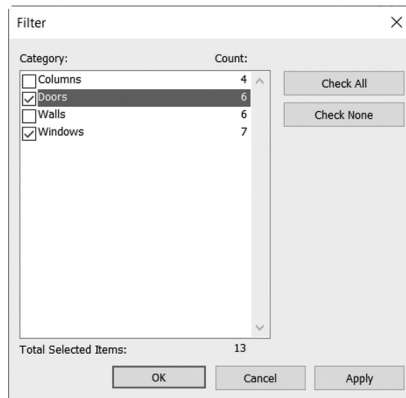 Filter
Category: Count:
Columns 4
Doors 6
Walls 6
Windows 7
Check All
Check None
Total Selected Items: 13
OK Cancel Apply